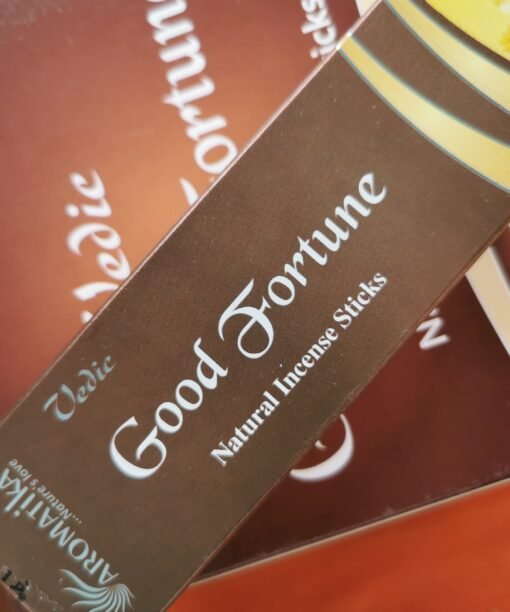 Vedic
Good Fortune
Natural Incense Sticks
AROMATIKA
...Nature's love
Vedic
Fortune